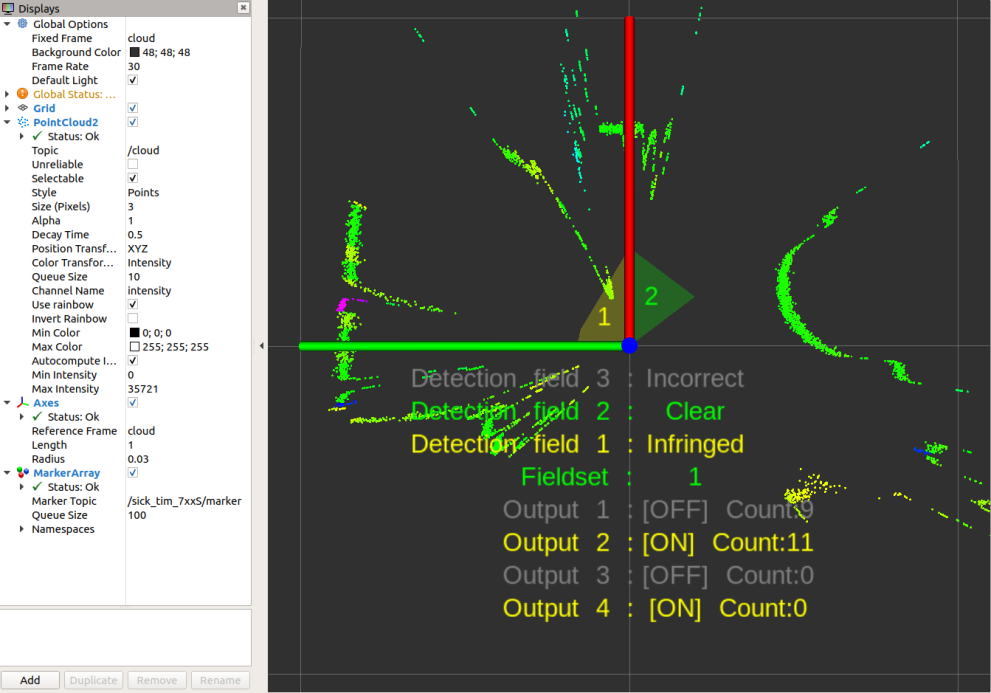 Displays
Global Options
Fixed Frame cloud
Background Color 48; 48; 48
Frame Rate 30
Default Light
Global Status: ...
Grid
PointCloud2
Status: Ok
Topic /cloud
Unreliable
Selectable
Style Points
Size (Pixels) 3
Alpha 1
Decay Time 0.5
Position Transf... XYZ
Color Transfor... Intensity
Queue Size 10
Channel Name intensity
Use rainbow
Invert Rainbow
Min Color 0; 0; 0
Max Color 255; 255; 255
Autocompute I...
Min Intensity 0
Max Intensity 35721
Axes
Status: Ok
Reference Frame cloud
Length 1
Radius 0.03
MarkerArray
Status: Ok
Marker Topic /sick_tim_7xxS/marker
Queue Size 100
Namespaces
Add Duplicate Remove Rename
2
1
Detection field 3 : Incorrect
Detection field 2 : Clear
Detection field 1 : Infringed
Fieldset : 1
Output 1 : [OFF] Count:9
Output 2 : [ON] Count:11
Output 3 : [OFF] Count:0
Output 4 : [ON] Count:0